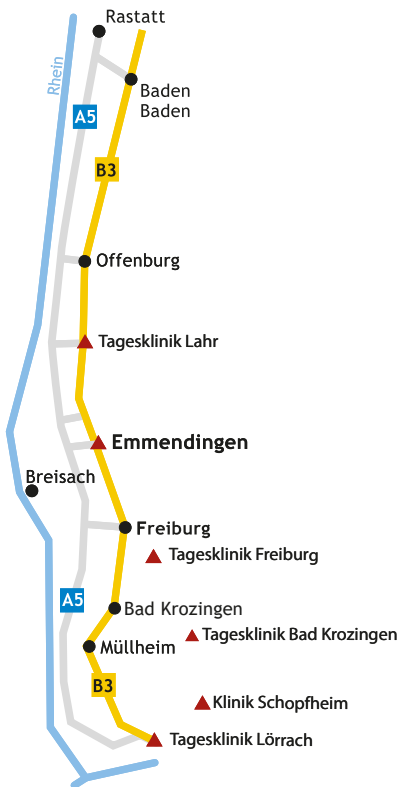 Rastatt
Rhein
Baden
Baden
A5
B3
Offenburg
Tagesklinik Lahr
Emmendingen
Breisach
Freiburg
Tagesklinik Freiburg
A5
Bad Krozingen
Tagesklinik Bad Krozingen
Müllheim
B3
Klinik Schopfheim
Tagesklinik Lörrach